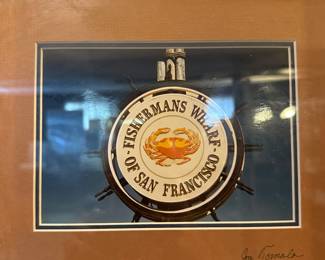 · FISHERMANS WHARF ·
OF SAN FRANCISCO